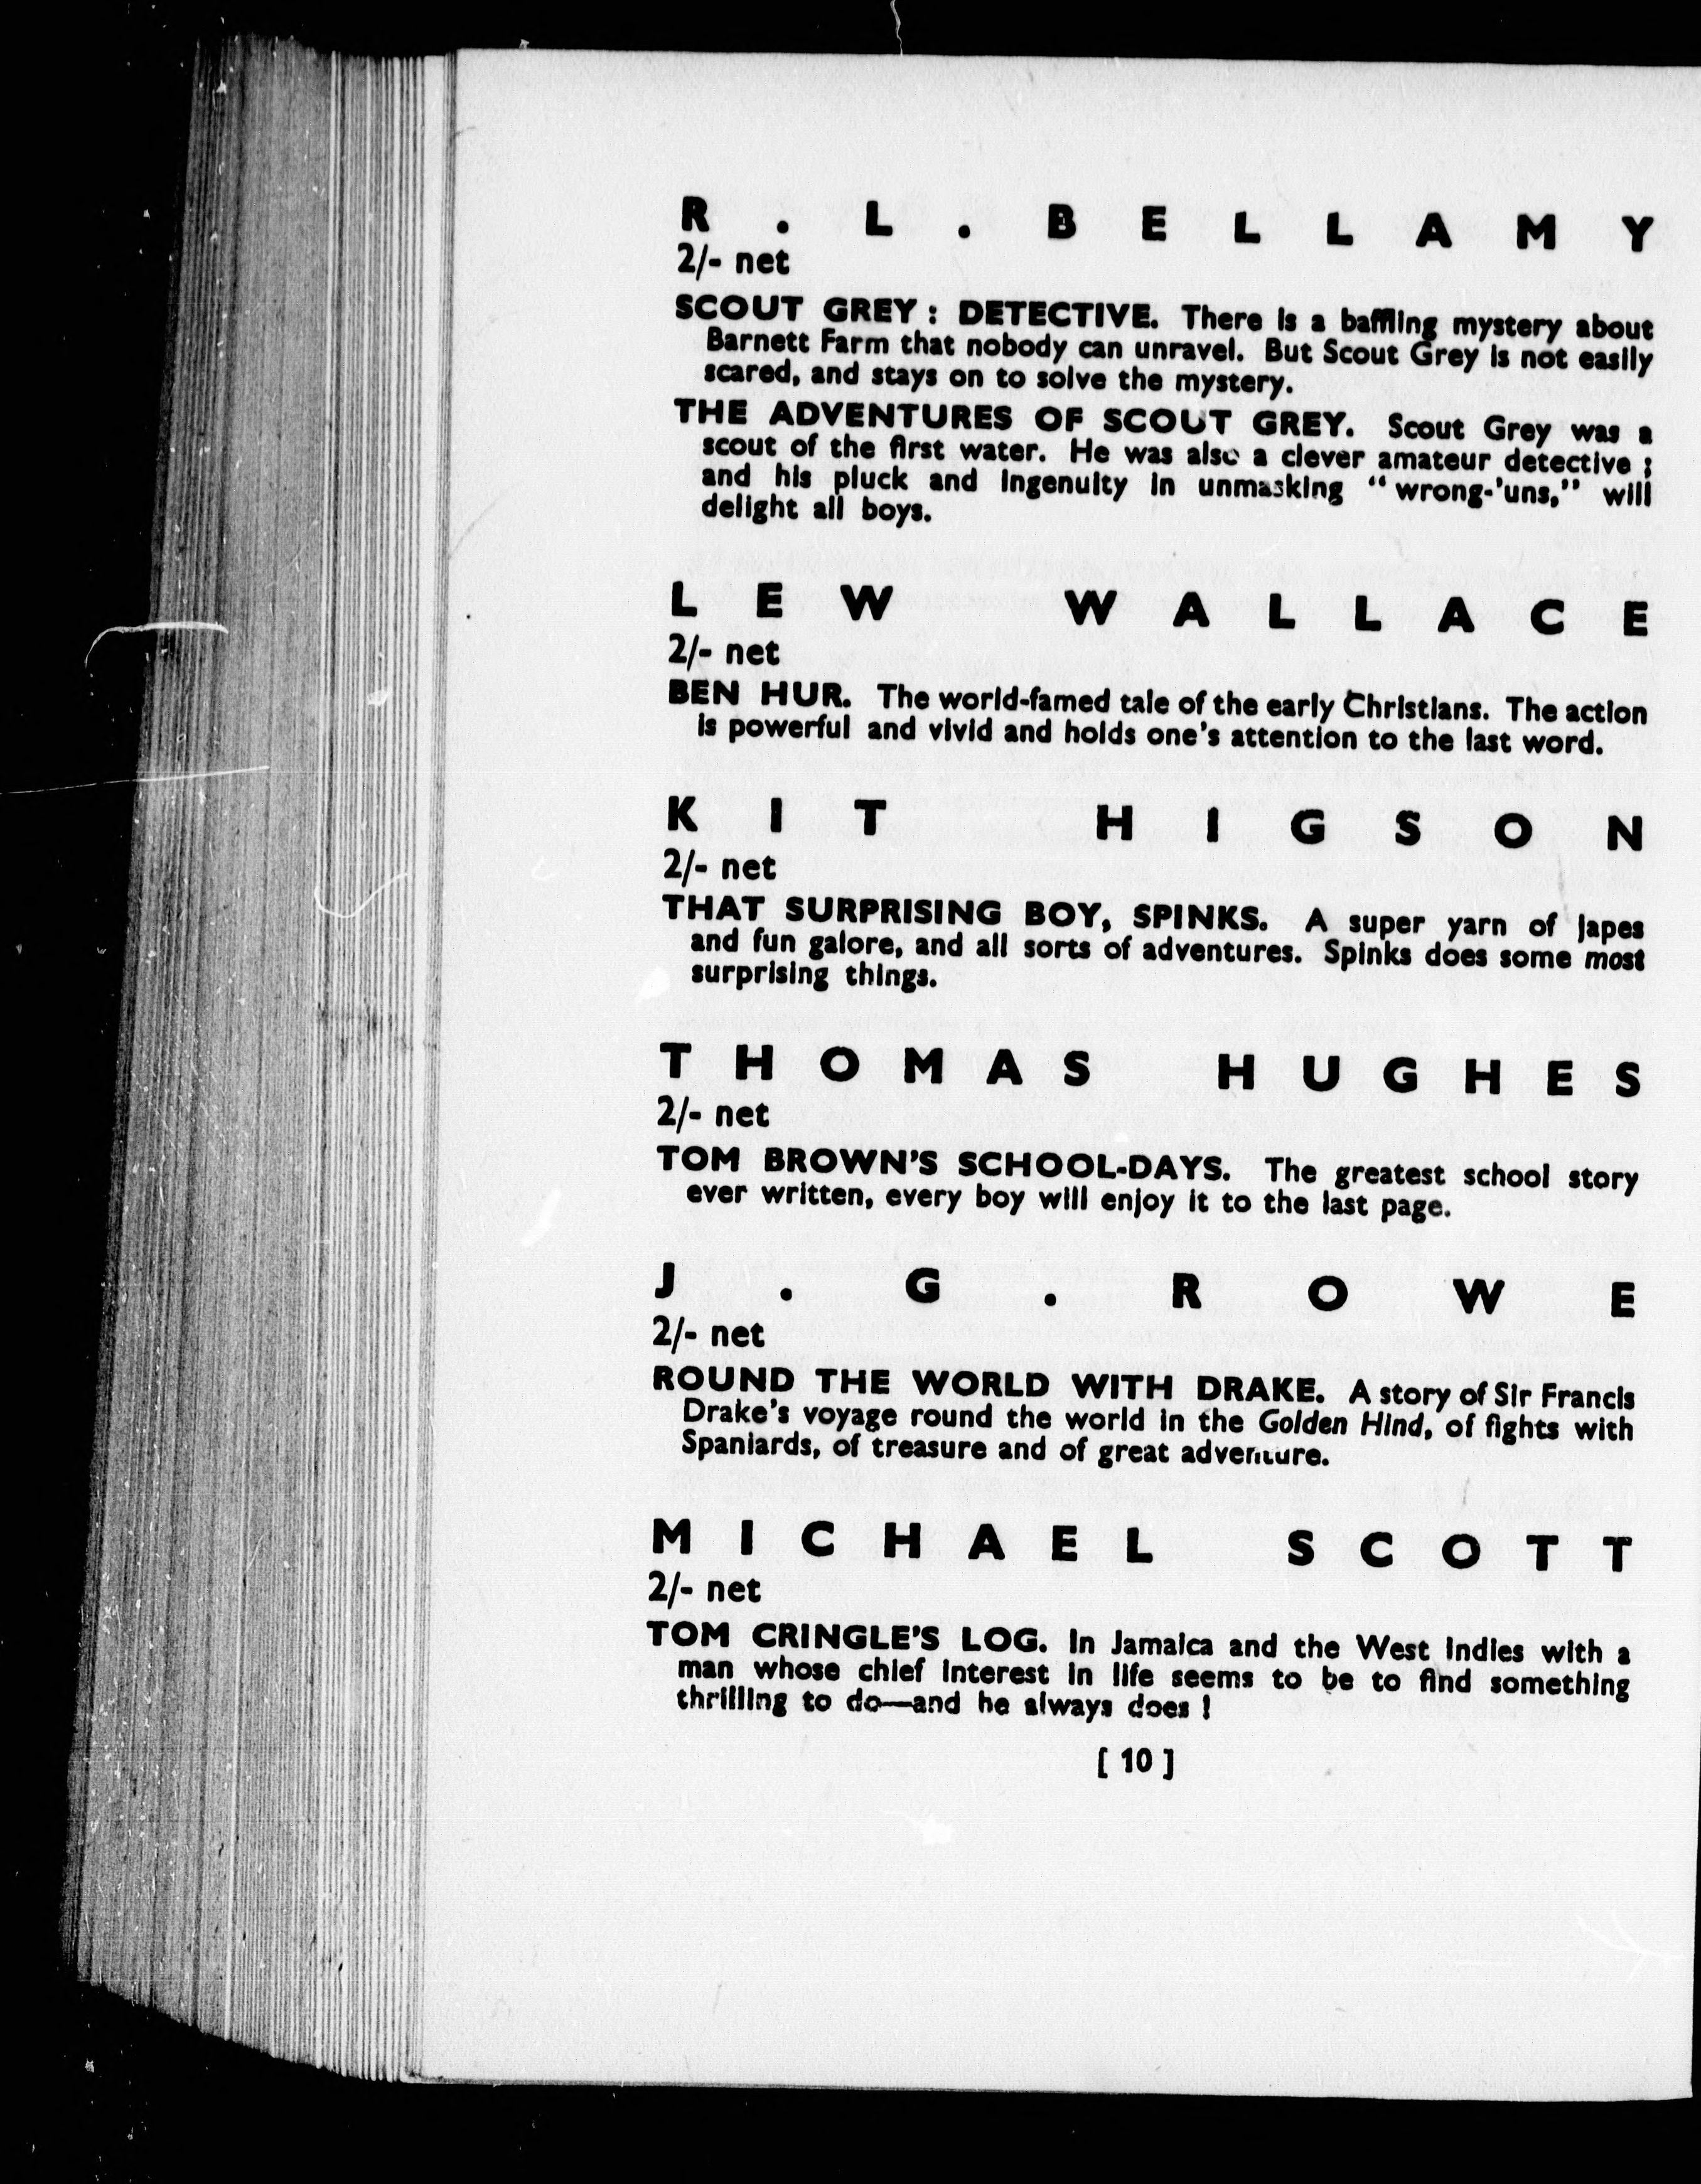 R. L. BELLAMY
2/- net
SCOUT GREY : DETECTIVE. There is a baffling mystery about
Barnett Farm that nobody can unravel. But Scout Grey is not easily
scared, and stays on to solve the mystery.
THE ADVENTURES OF SCOUT GREY. Scout Grey was a
scout of the first water. He was also a clever amateur detective ;
and his pluck and ingenuity in unmasking “wrong-'uns,” will
delight all boys.
LEW WALLACE
2/- net
BEN HUR. The world-famed tale of the early Christians. The action
is powerful and vivid and holds one's attention to the last word.
KIT HIGSON
2/- net
THAT SURPRISING BOY, SPINKS. A super yarn of japes
and fun galore, and all sorts of adventures. Spinks does some most
surprising things.
THOMAS HUGHES
2/- net
TOM BROWN'S SCHOOL-DAYS. The greatest school story
ever written, every boy will enjoy it to the last page.
J. G. ROWE
2/- net
ROUND THE WORLD WITH DRAKE. A story of Sir Francis
Drake's voyage round the world in the Golden Hind, of fights with
Spaniards, of treasure and of great adventure.
MICHAEL SCOTT
2/- net
TOM CRINGLE'S LOG. In Jamaica and the West Indies with a
man whose chief interest in life seems to be to find something
thrilling to do—and he always does !
[ 10 ]